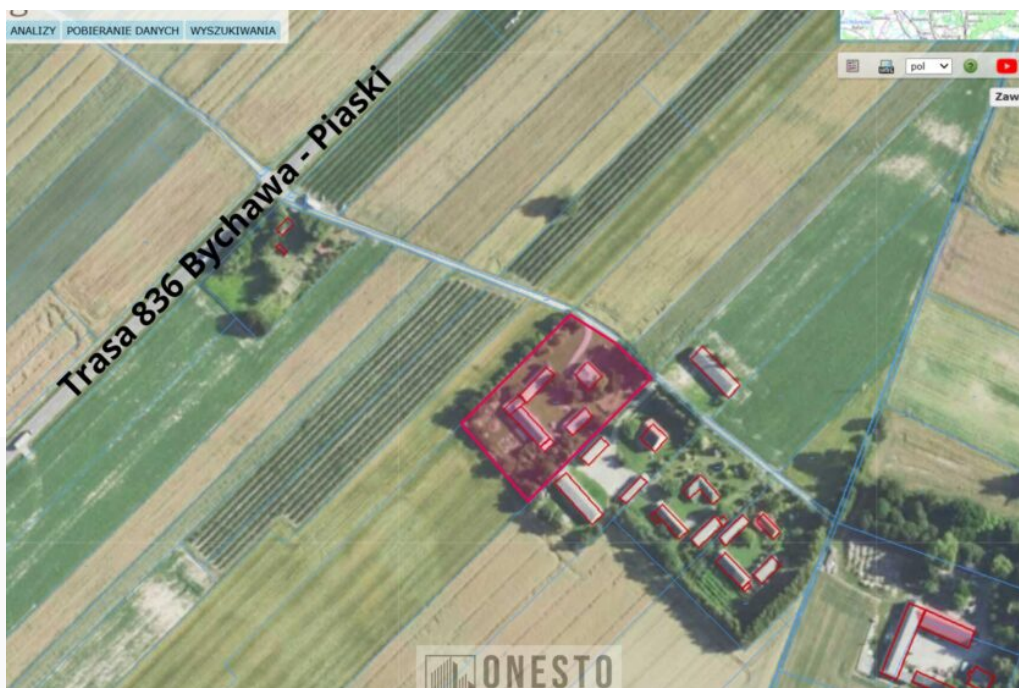 ANALIZY POBIERANIE DANYCH WYSZUKIWANIA
pol
Zaw
Trasa 836 Bychawa - Piaski
ONESTO